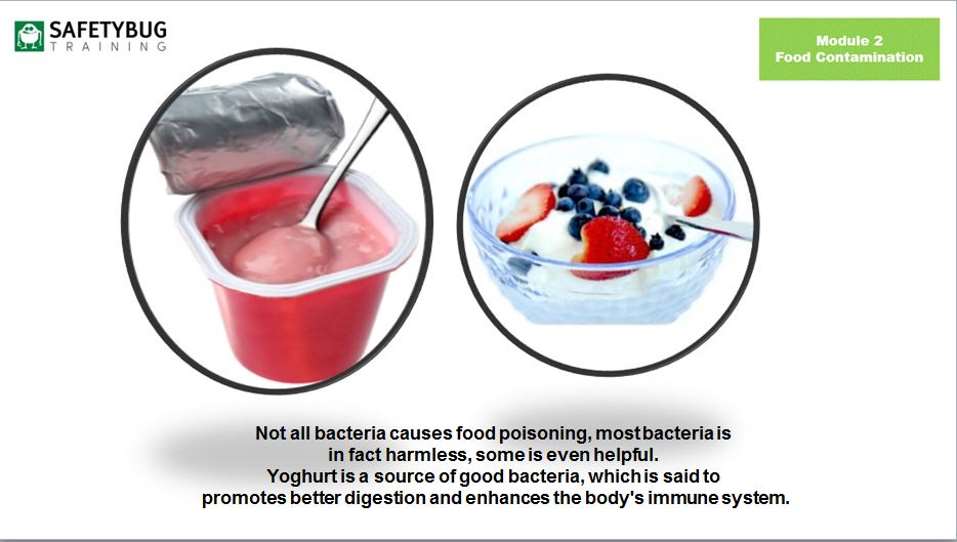 SAFETYBUG
TRAINING
Module 2
Food Contamination
Not all bacteria causes food poisoning, most bacteria is
in fact harmless, some is even helpful.
Yoghurt is a source of good bacteria, which is said to
promotes better digestion and enhances the body's immune system.